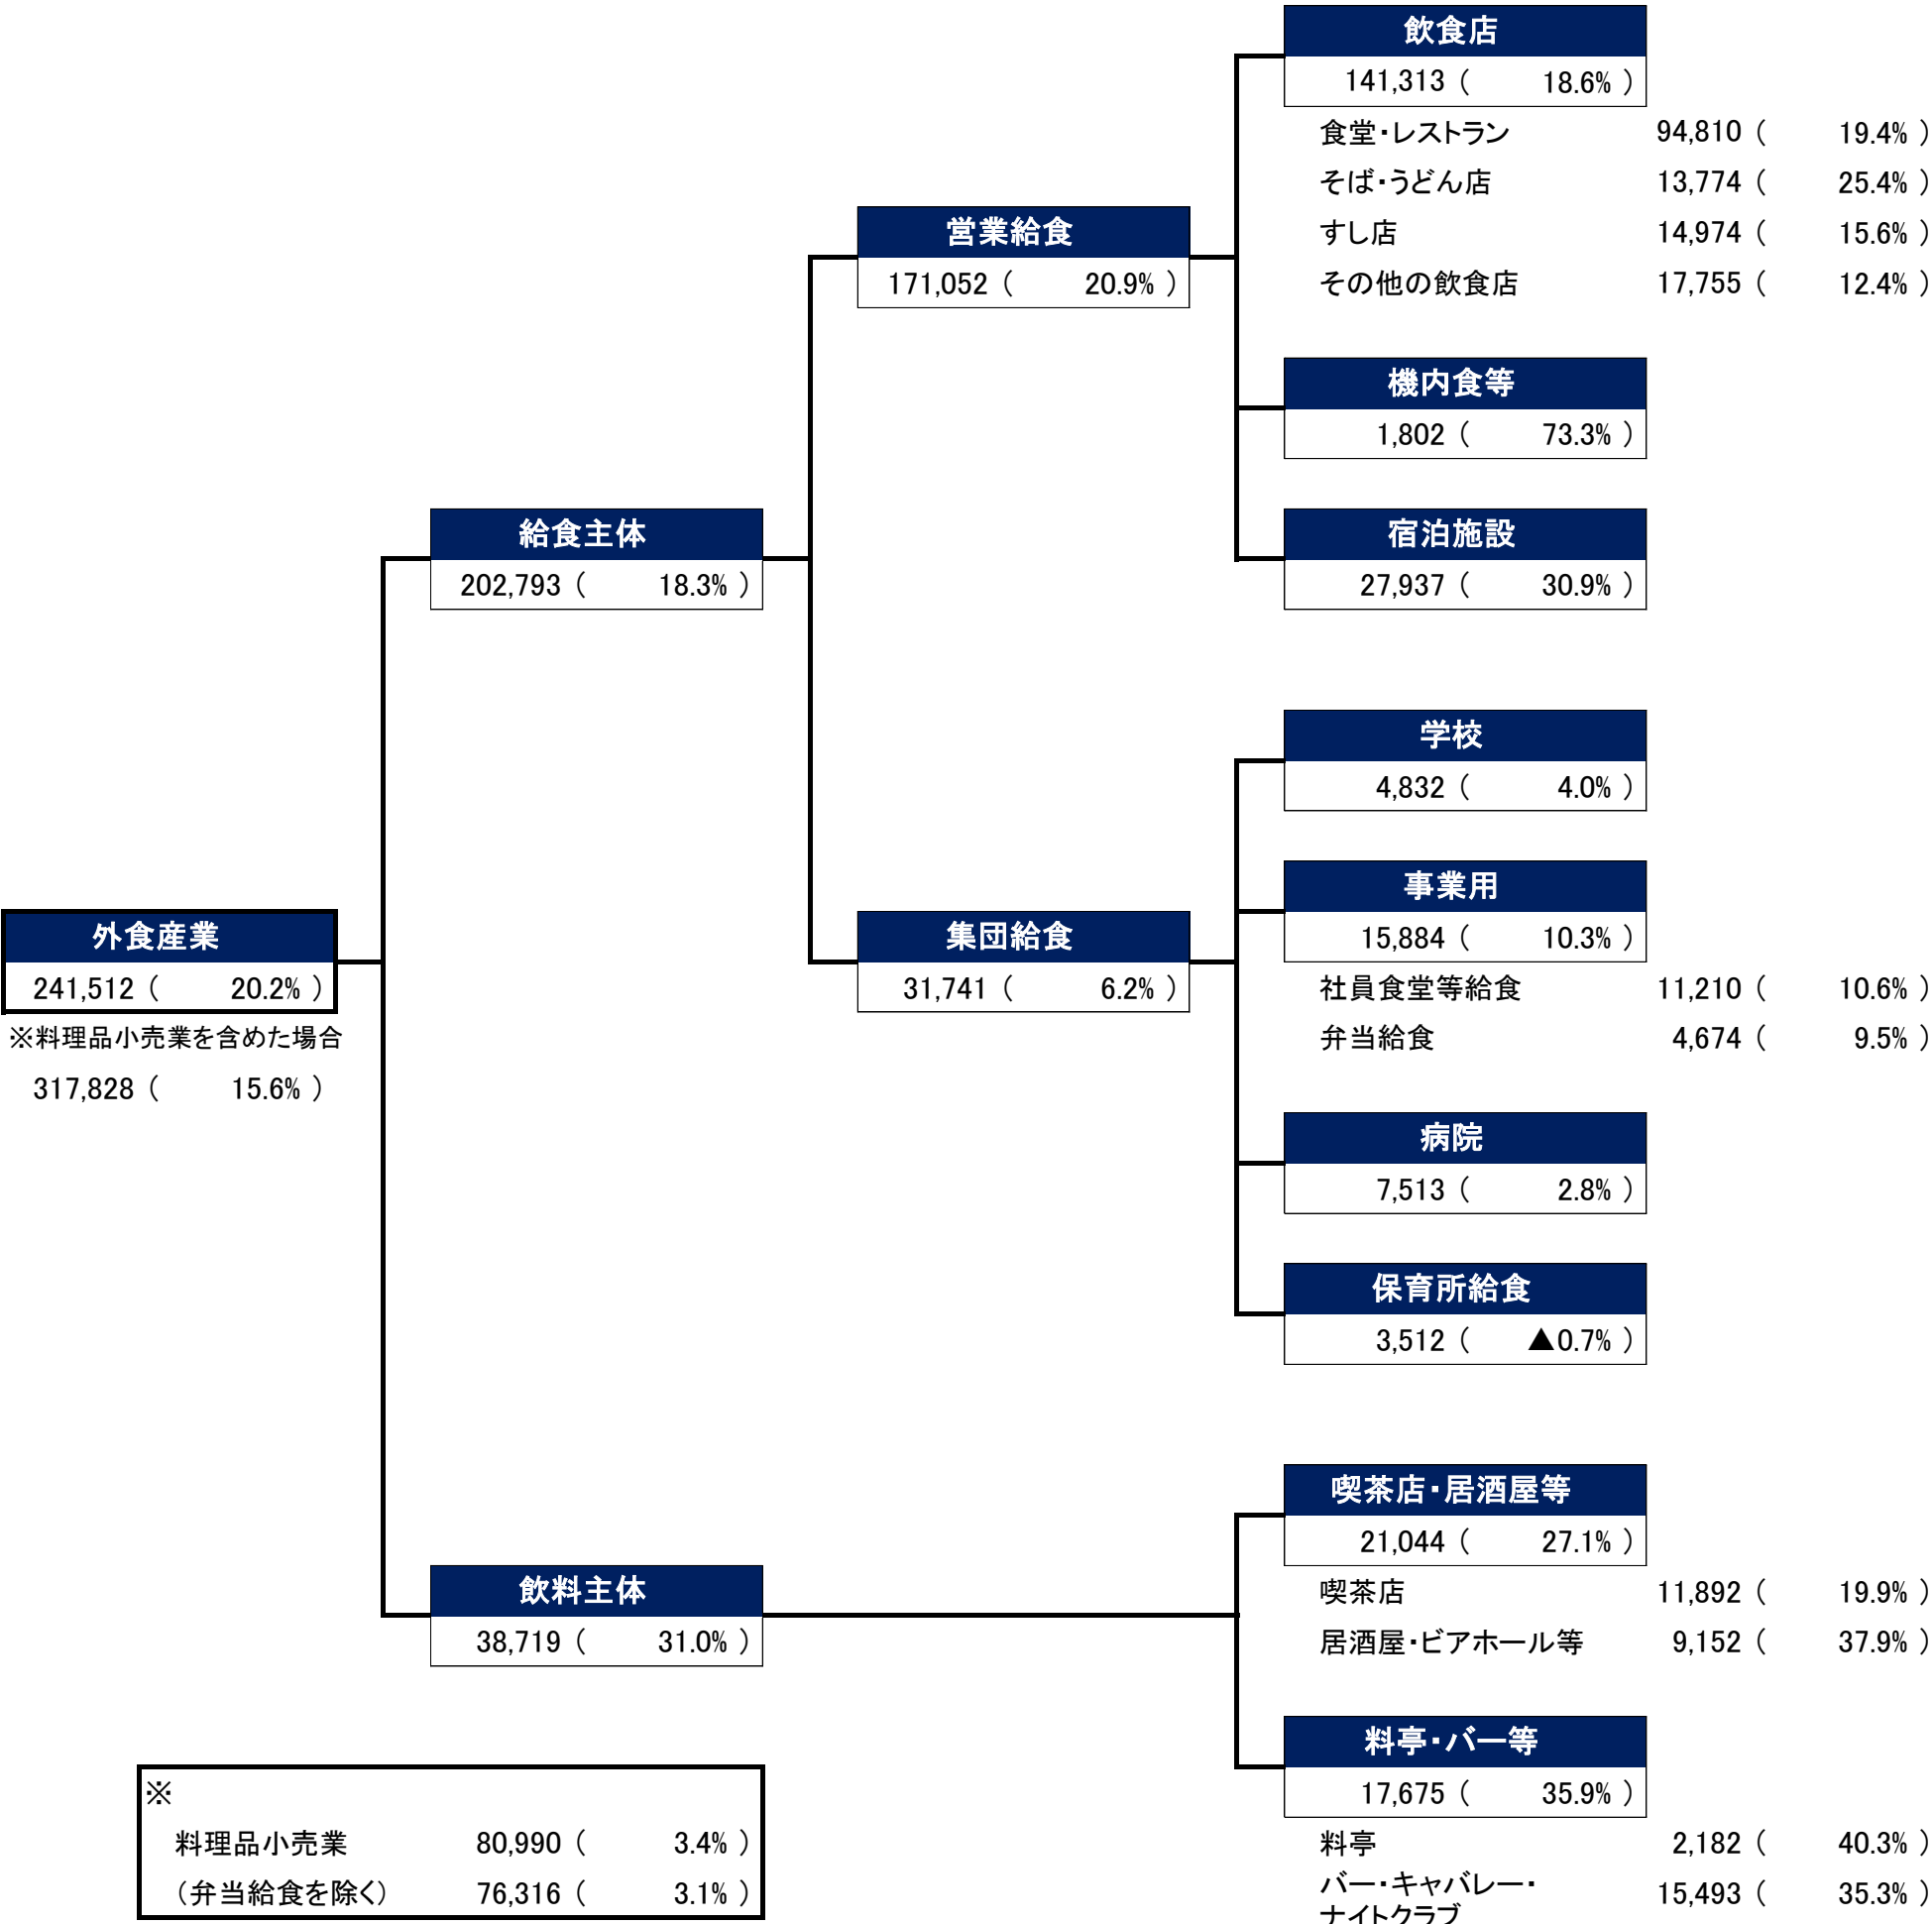 飲食店
141,313 ( 18.6% )
食堂・レストラン 94,810 ( 19.4% )
そば・うどん店 13,774 ( 25.4% )
すし店 14,974 ( 15.6% )
その他の飲食店 17,755 ( 12.4% )
営業給食
171,052 ( 20.9% )
機内食等
1,802 ( 73.3% )
給食主体
202,793 ( 18.3% )
宿泊施設
27,937 ( 30.9% )
学校
4,832 ( 4.0% )
事業用
15,884 ( 10.3% )
社員食堂等給食 11,210 ( 10.6% )
弁当給食 4,674 ( 9.5% )
外食産業
241,512 ( 20.2% )
※料理品小売業を含めた場合
317,828 ( 15.6% )
集団給食
31,741 ( 6.2% )
病院
7,513 ( 2.8% )
保育所給食
3,512 ( ▲0.7% )
喫茶店・居酒屋等
21,044 ( 27.1% )
喫茶店 11,892 ( 19.9% )
居酒屋・ビアホール等 9,152 ( 37.9% )
飲料主体
38,719 ( 31.0% )
料亭・バー等
17,675 ( 35.9% )
料亭 2,182 ( 40.3% )
バー・キャバレー・
ナイトクラブ 15,493 ( 35.3% )
※
料理品小売業 80,990 ( 3.4% )
（弁当給食を除く） 76,316 ( 3.1% )